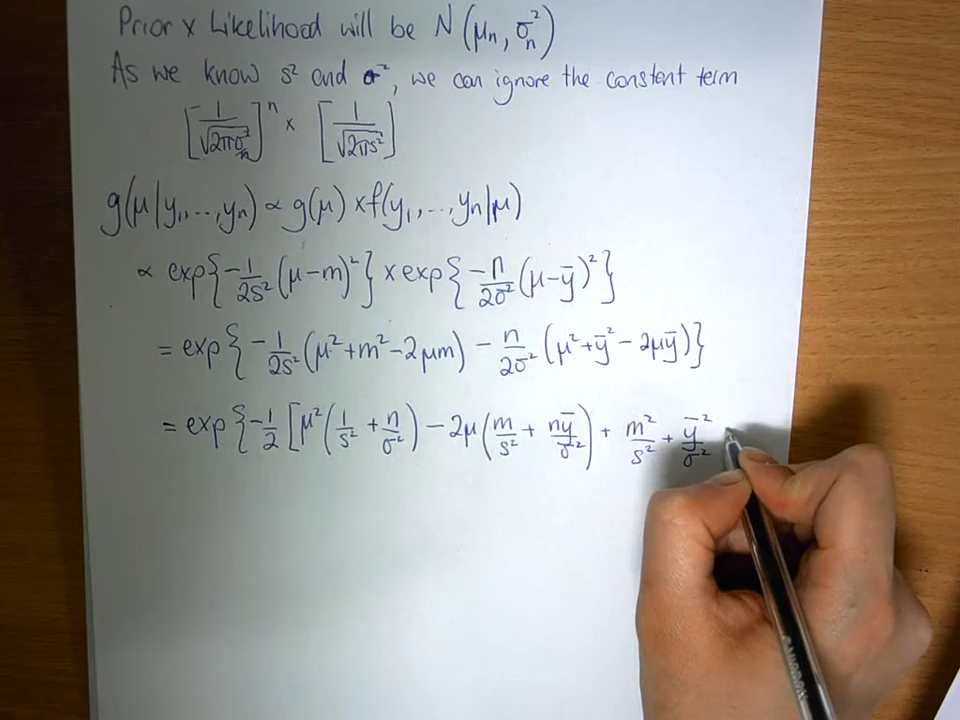 Prior x Likelihood will be N(μn, σn²)
As we know s² and σ², we can ignore the constant term
[1/√2πσn²]ⁿ × [1/√2πs²]
g(μ|y₁,...,yn) ∝ g(μ) × f(y₁,...,yn|μ)
∝ exp{-1/2s² (μ-m)²} × exp{-n/2σ² (μ-ȳ)²}
= exp{-1/2s² (μ²+m²-2μm) - n/2σ² (μ²+ȳ²-2μȳ)}
= exp{-1/2 [μ²(1/s² + n/σ²) - 2μ(m/s² + nȳ/σ²) + m²/s² + ȳ²/σ²